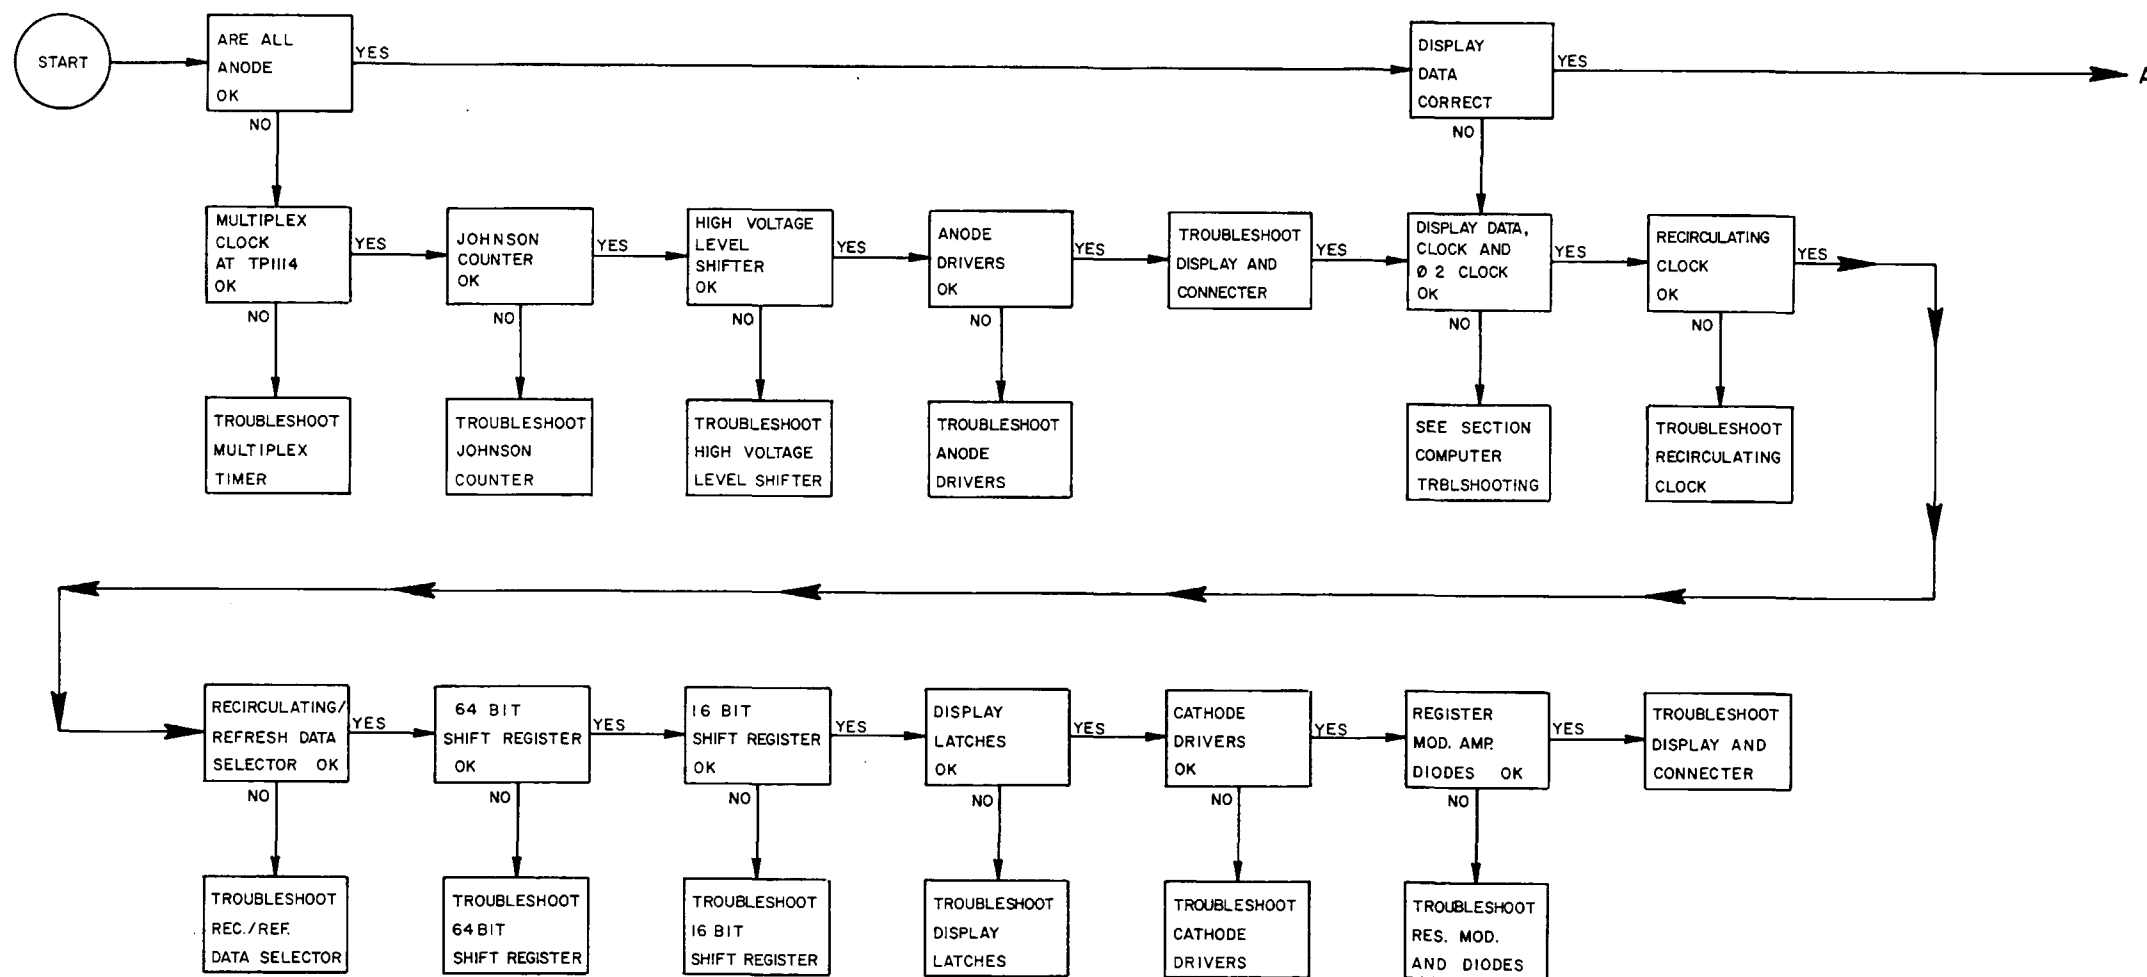 START
ARE ALL
ANODE
OK
YES
NO
DISPLAY
DATA
CORRECT
YES
NO
MULTIPLEX
CLOCK
AT TP1114
OK
YES
NO
JOHNSON
COUNTER
OK
YES
NO
HIGH VOLTAGE
LEVEL
SHIFTER
OK
YES
NO
ANODE
DRIVERS
OK
YES
NO
TROUBLESHOOT
DISPLAY AND
CONNECTER
YES
DISPLAY DATA,
CLOCK AND
Ø 2 CLOCK
OK
YES
NO
RECIRCULATING
CLOCK
OK
YES
NO
TROUBLESHOOT
MULTIPLEX
TIMER
TROUBLESHOOT
JOHNSON
COUNTER
TROUBLESHOOT
HIGH VOLTAGE
LEVEL SHIFTER
TROUBLESHOOT
ANODE
DRIVERS
SEE SECTION
COMPUTER
TRBLSHOOTING
TROUBLESHOOT
RECIRCULATING
CLOCK
RECIRCULATING/
REFRESH DATA
SELECTOR OK
YES
NO
64 BIT
SHIFT REGISTER
OK
YES
NO
16 BIT
SHIFT REGISTER
OK
YES
NO
DISPLAY
LATCHES
OK
YES
NO
CATHODE
DRIVERS
OK
YES
NO
REGISTER
MOD. AMP.
DIODES OK
YES
NO
TROUBLESHOOT
DISPLAY AND
CONNECTER
TROUBLESHOOT
REC./REF.
DATA SELECTOR
TROUBLESHOOT
64 BIT
SHIFT REGISTER
TROUBLESHOOT
16 BIT
SHIFT REGISTER
TROUBLESHOOT
DISPLAY
LATCHES
TROUBLESHOOT
CATHODE
DRIVERS
TROUBLESHOOT
RES. MOD.
AND DIODES